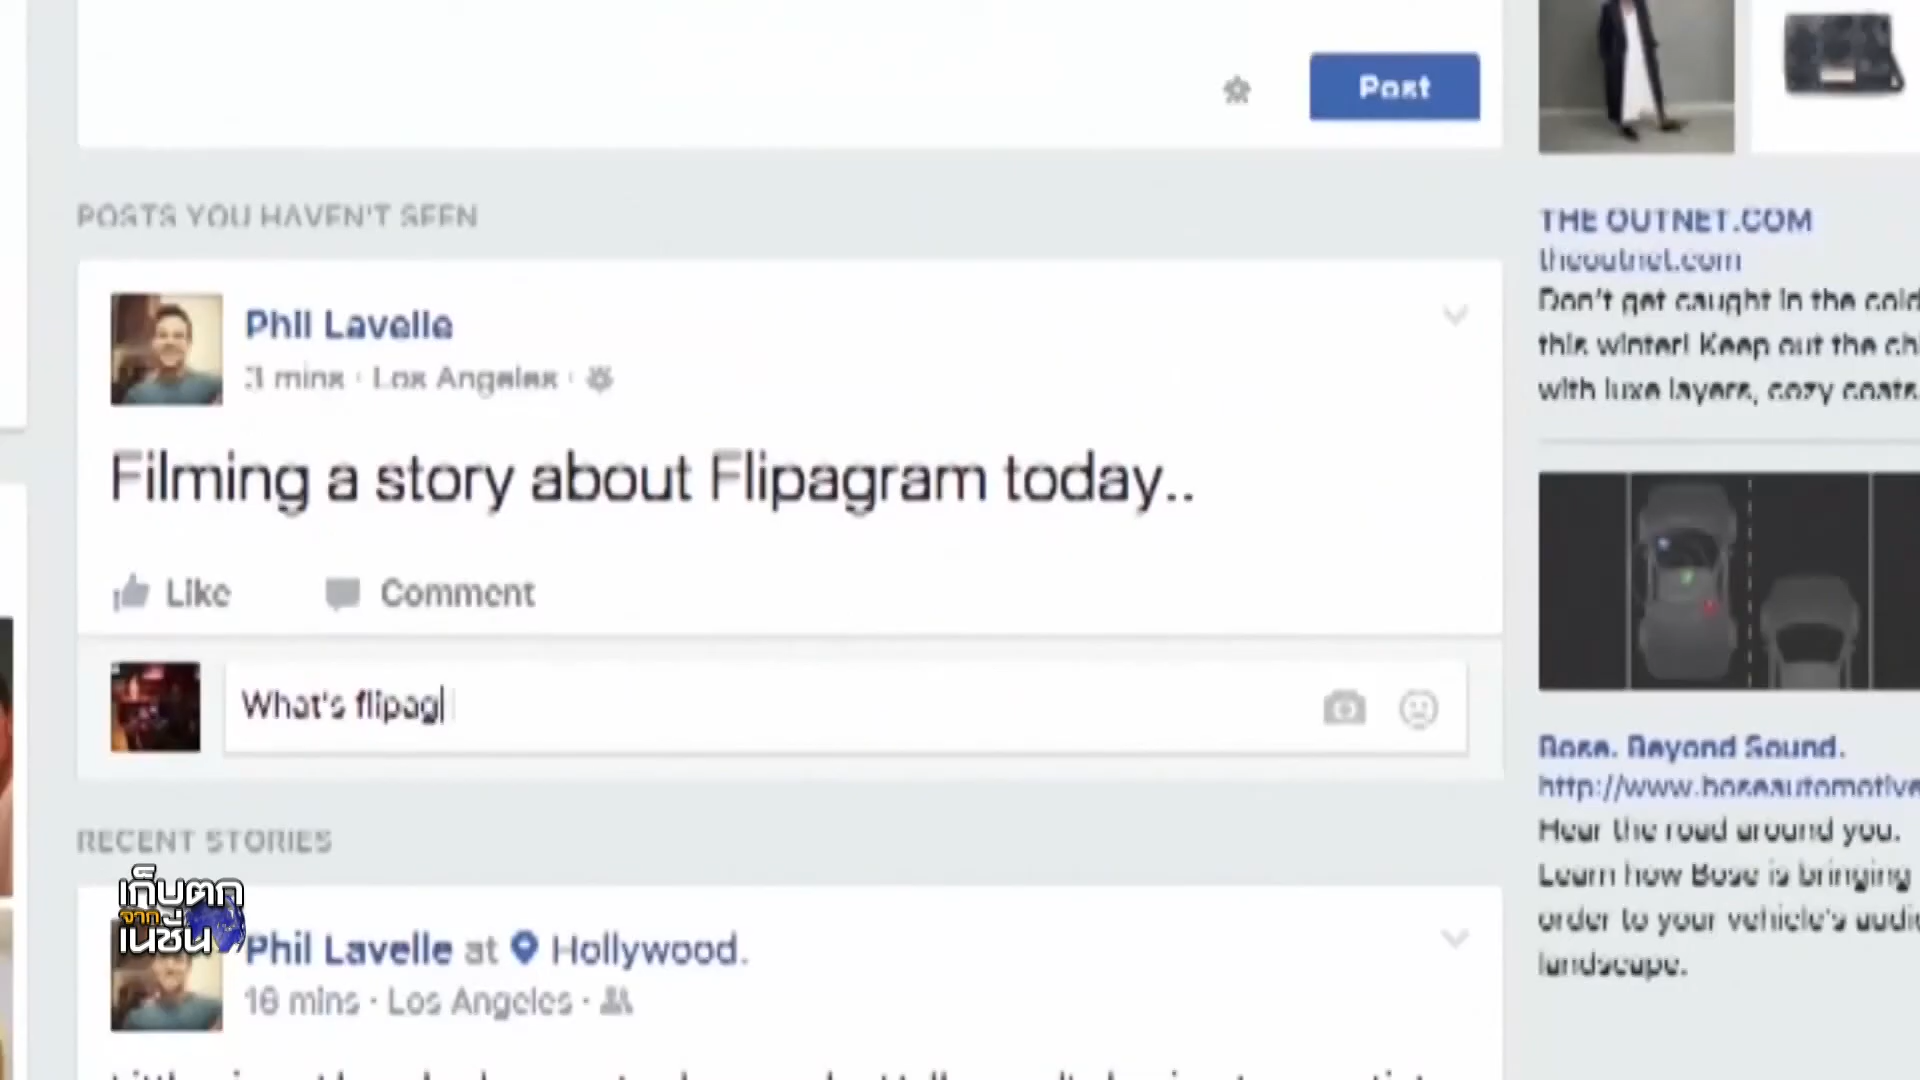 Post
POSTS YOU HAVEN'T SEEN
Phil Lavelle
3 mins · Los Angeles ·
Filming a story about Flipagram today..
Like
Comment
What's flipag
RECENT STORIES
เก็บตก
จาก
เนชั่น
Phil Lavelle at Hollywood.
16 mins · Los Angeles ·
THE OUTNET.COM
theoutnet.com
Don't get caught in the cold
this winter! Keep out the
with luxe layers, cozy coats
Bose. Beyond Sound.
http://www.boseautomotive
Hear the road around you.
Learn how Bose is bringing
order to your vehicle's
landscape.